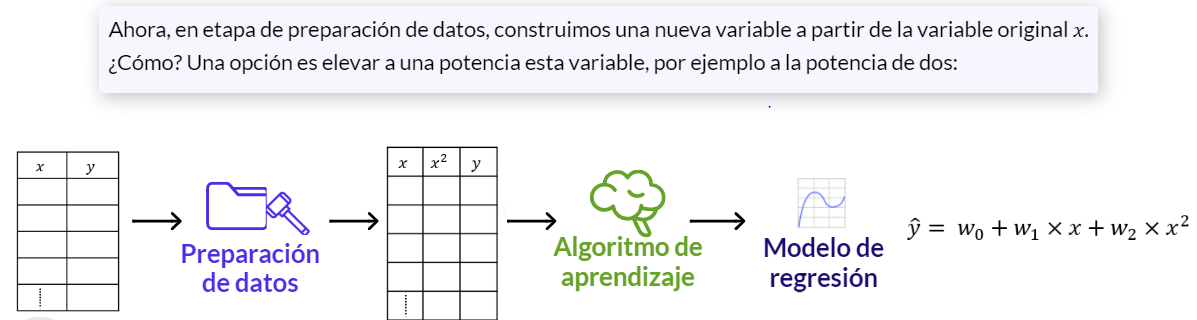 Ahora, en etapa de preparación de datos, construimos una nueva variable a partir de la variable original x.
¿Cómo? Una opción es elevar a una potencia esta variable, por ejemplo a la potencia de dos:
x y
Preparación
de datos
x x² y
Algoritmo de
aprendizaje
Modelo de
regresión
ŷ = w₀ + w₁ × x + w₂ × x²